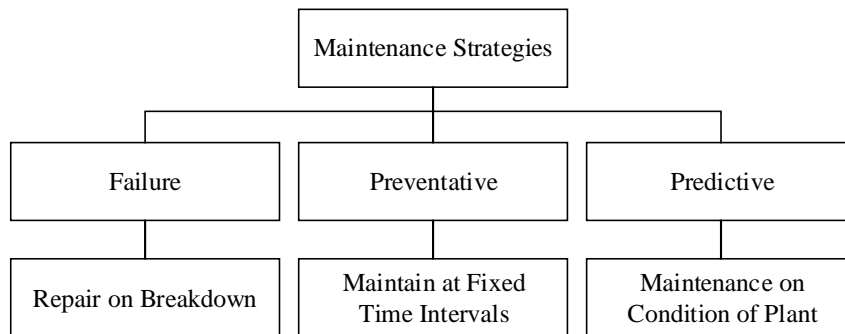 Maintenance Strategies
Failure
Preventative
Predictive
Repair on Breakdown
Maintain at Fixed
Time Intervals
Maintenance on
Condition of Plant